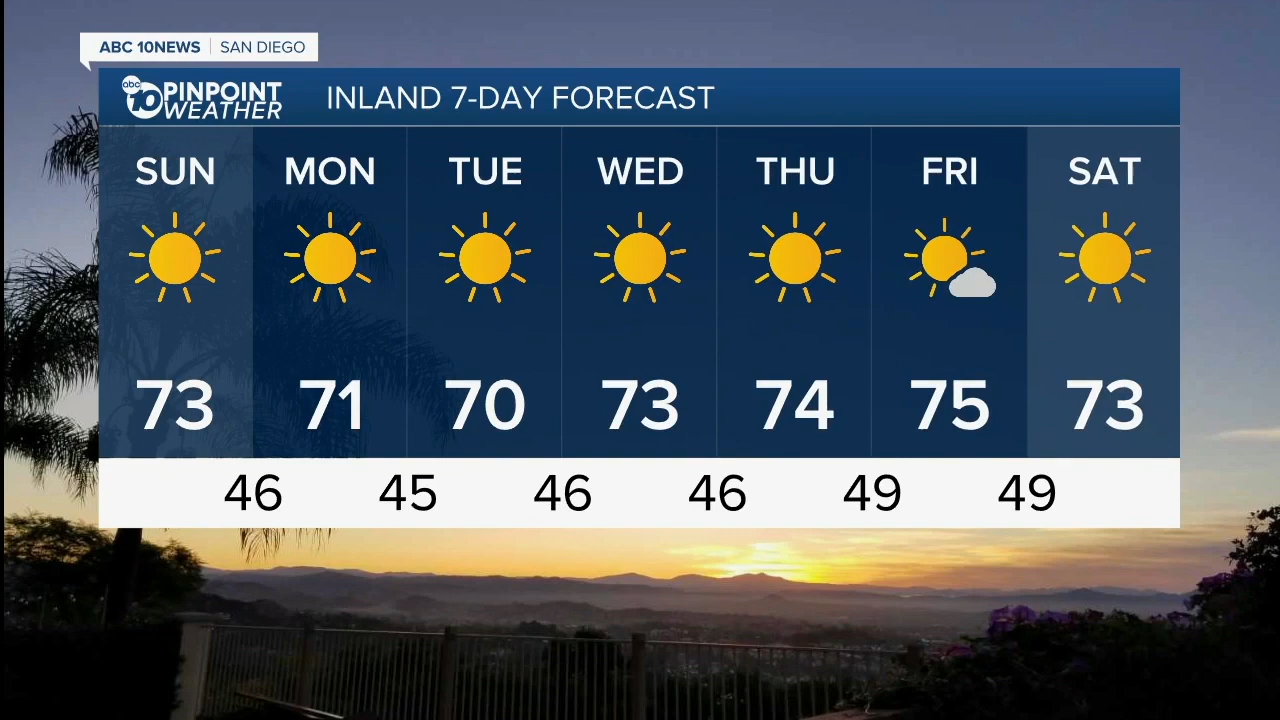 ABC 10NEWS | SAN DIEGO
abc 10 PINPOINT WEATHER
INLAND 7-DAY FORECAST
SUN MON TUE WED THU FRI SAT
73 71 70 73 74 75 73
46 45 46 46 49 49